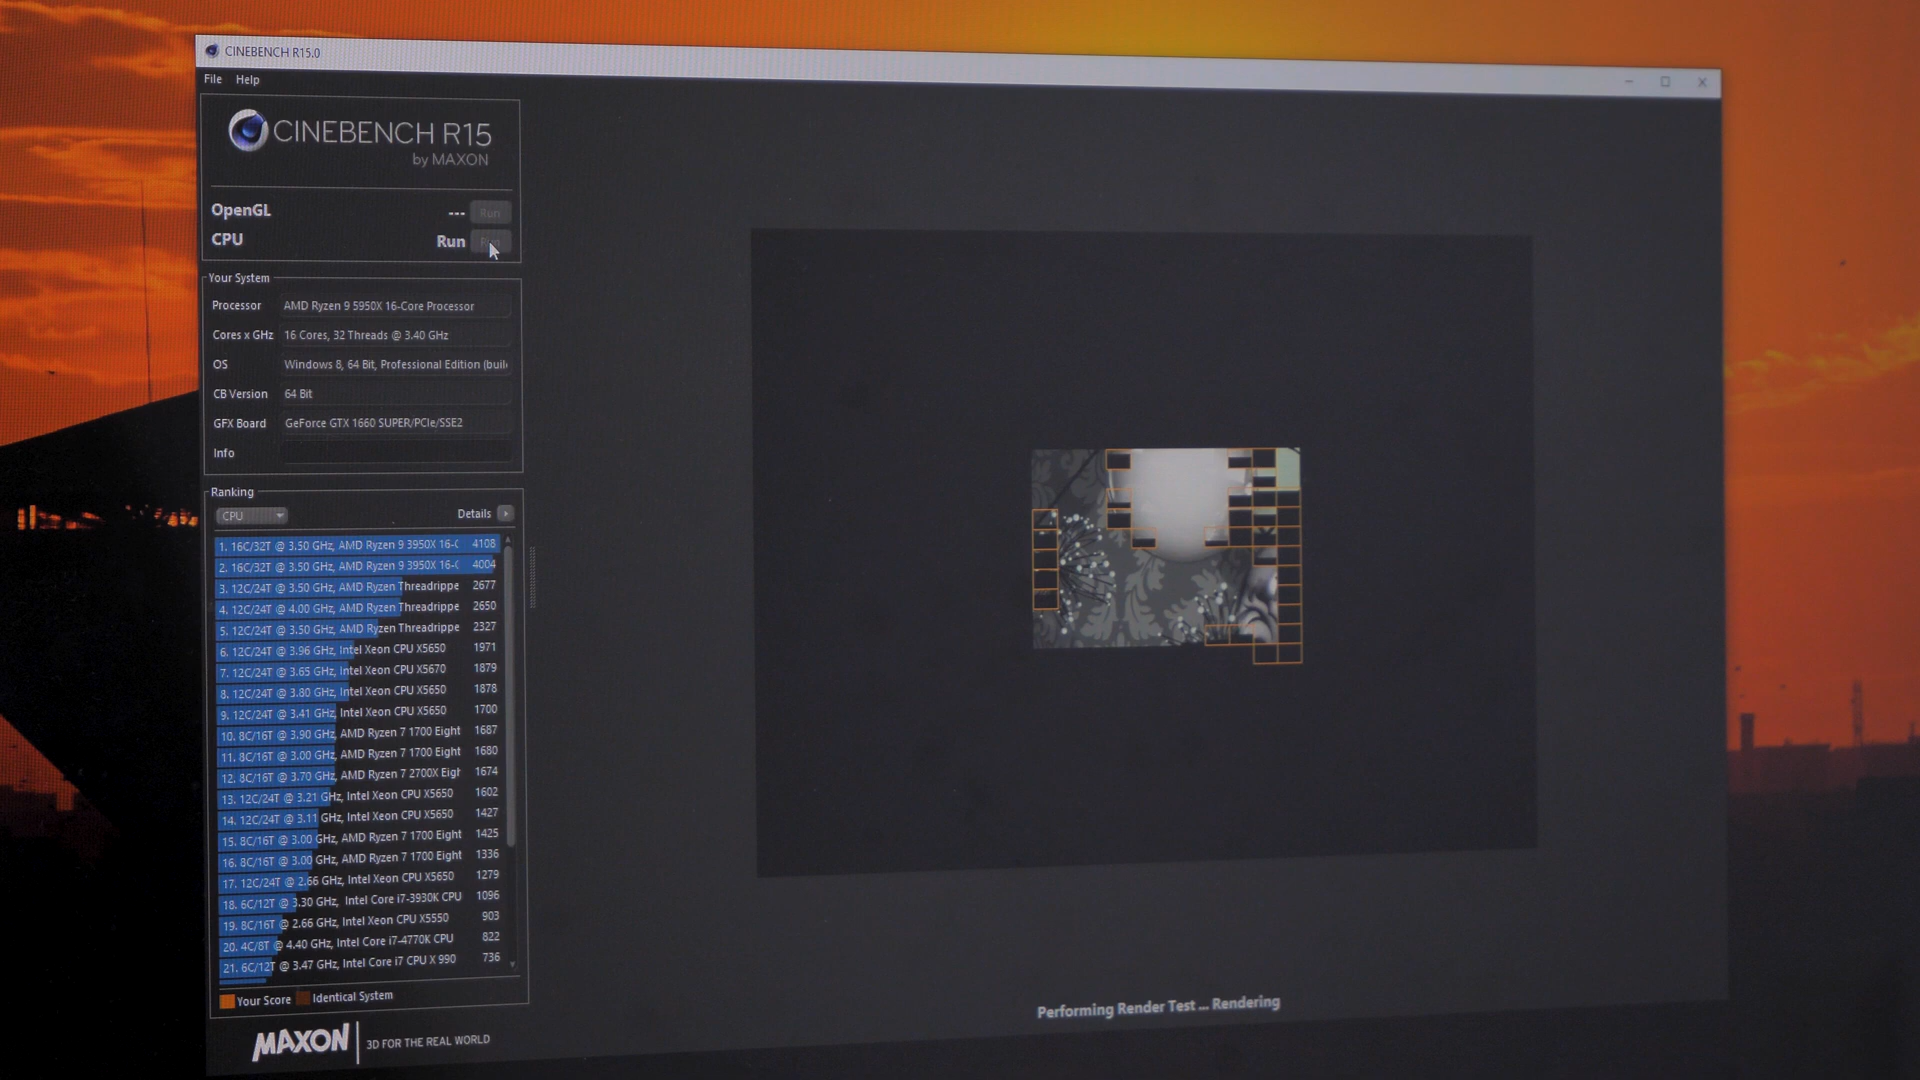 CINEBENCH R15.0
File Help
CINEBENCH R15
by MAXON
OpenGL --- Run
CPU Run
Your System
Processor AMD Ryzen 9 5950X 16-Core Processor
Cores x GHz 16 Cores, 32 Threads @ 3.40 GHz
OS Windows 8, 64 Bit, Professional Edition (buil
CB Version 64 Bit
GFX Board GeForce GTX 1660 SUPER/PCIe/SSE2
Info
Ranking
CPU Details
1. 16C/32T @ 3.50 GHz, AMD Ryzen 9 3950X 16-C 4108
2. 16C/32T @ 3.50 GHz, AMD Ryzen 9 3950X 16-C 4004
3. 12C/24T @ 3.50 GHz, AMD Ryzen Threadrippe 2677
4. 12C/24T @ 4.00 GHz, AMD Ryzen Threadrippe 2650
5. 12C/24T @ 3.50 GHz, AMD Ryzen Threadrippe 2327
6. 12C/24T @ 3.96 GHz, Intel Xeon CPU X5650 1971
7. 12C/24T @ 3.65 GHz, Intel Xeon CPU X5670 1879
8. 12C/24T @ 3.80 GHz, Intel Xeon CPU X5650 1878
9. 12C/24T @ 3.41 GHz, Intel Xeon CPU X5650 1700
10. 8C/16T @ 3.90 GHz, AMD Ryzen 7 1700 Eight 1687
11. 8C/16T @ 3.00 GHz, AMD Ryzen 7 1700 Eight 1680
12. 8C/16T @ 3.70 GHz, AMD Ryzen 7 2700X Eigh 1674
13. 12C/24T @ 3.21 GHz, Intel Xeon CPU X5650 1602
14. 12C/24T @ 3.11 GHz, Intel Xeon CPU X5650 1427
15. 8C/16T @ 3.00 GHz, AMD Ryzen 7 1700 Eight 1425
16. 8C/16T @ 3.00 GHz, AMD Ryzen 7 1700 Eight 1336
17. 12C/24T @ 2.66 GHz, Intel Xeon CPU X5650 1279
18. 6C/12T @ 3.30 GHz, Intel Core i7-3930K CPU 1096
19. 8C/16T @ 2.66 GHz, Intel Xeon CPU X5550 903
20. 4C/8T @ 4.40 GHz, Intel Core i7-4770K CPU 822
21. 6C/12T @ 3.47 GHz, Intel Core i7 CPU X 990 736
Your Score Identical System
MAXON 3D FOR THE REAL WORLD
Performing Render Test ... Rendering